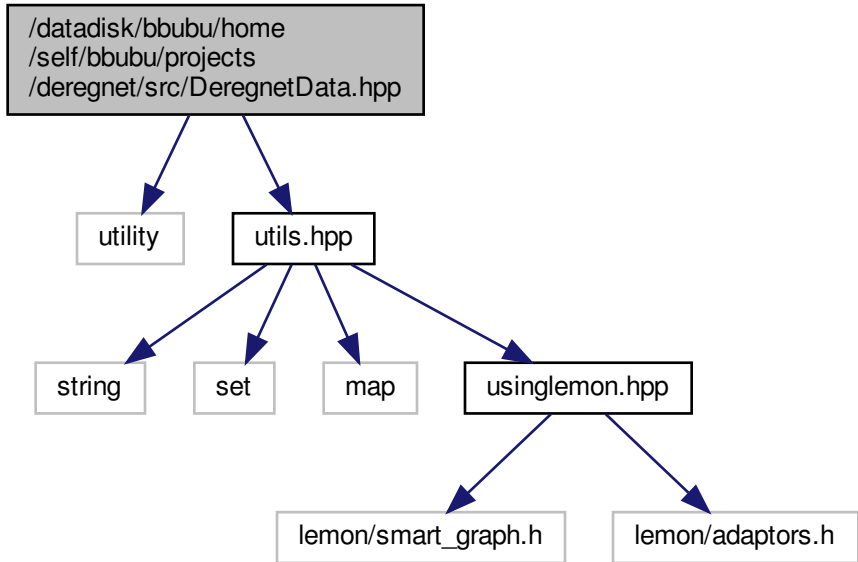 /datadisk/bbubu/home
/self/bbubu/projects
/deregnet/src/DeregnetData.hpp
utility
utils.hpp
string
set
map
usinglemon.hpp
lemon/smart_graph.h
lemon/adaptors.h